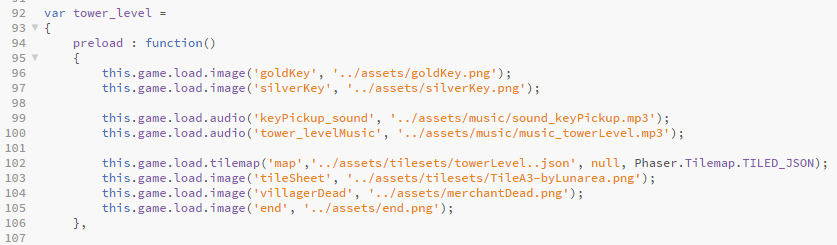 92 var tower_level =
93 {
94 preload : function()
95 {
96 this.game.load.image('goldKey', '../assets/goldKey.png');
97 this.game.load.image('silverKey', '../assets/silverKey.png');
98
99 this.game.load.audio('keyPickup_sound', '../assets/music/sound_keyPickup.mp3');
100 this.game.load.audio('tower_levelMusic', '../assets/music/music_towerLevel.mp3');
101
102 this.game.load.tilemap('map','../assets/tilesets/towerLevel..json', null, Phaser.Tilemap.TILED_JSON);
103 this.game.load.image('tileSheet', '../assets/tilesets/TileA3-byLunarea.png');
104 this.game.load.image('villagerDead', '../assets/merchantDead.png');
105 this.game.load.image('end', '../assets/end.png');
106 },
107